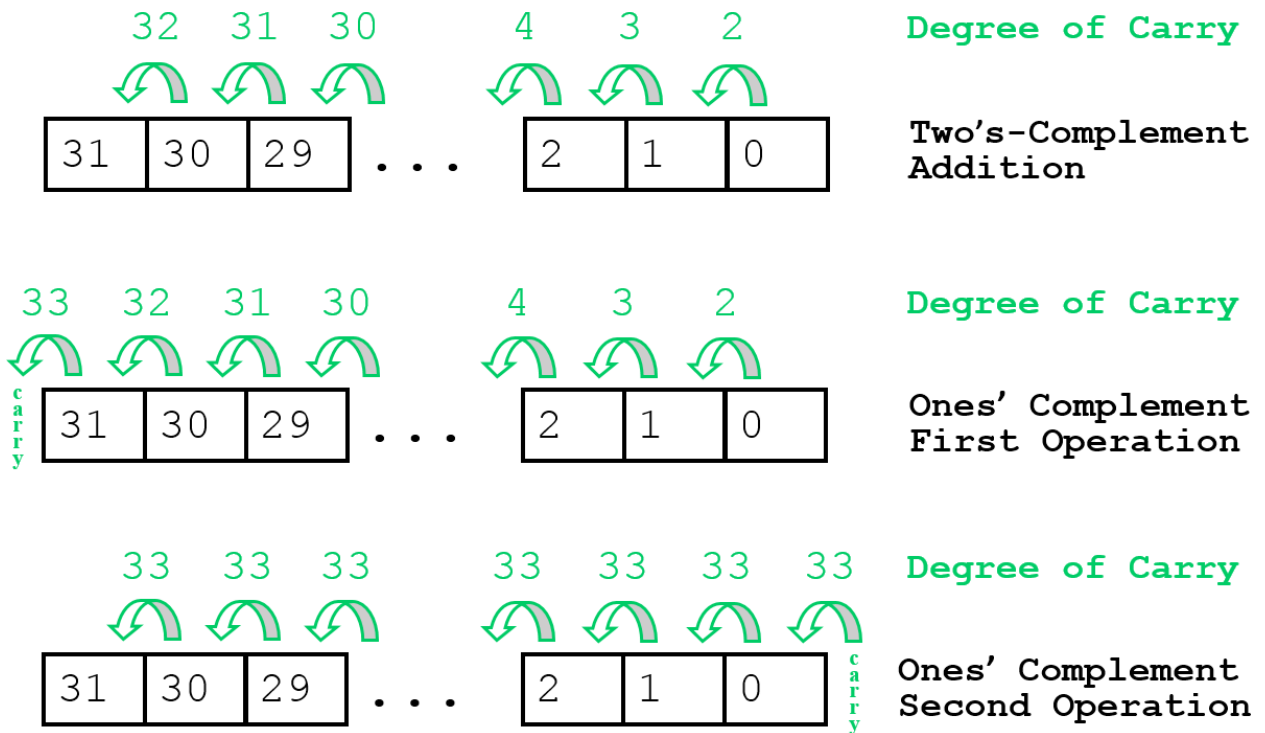 32 31 30 4 3 2 Degree of Carry
31 30 29 ... 2 1 0 Two's-Complement
Addition
33 32 31 30 4 3 2 Degree of Carry
carry 31 30 29 ... 2 1 0 Ones' Complement
First Operation
33 33 33 33 33 33 33 Degree of Carry
31 30 29 ... 2 1 0 carry Ones' Complement
Second Operation